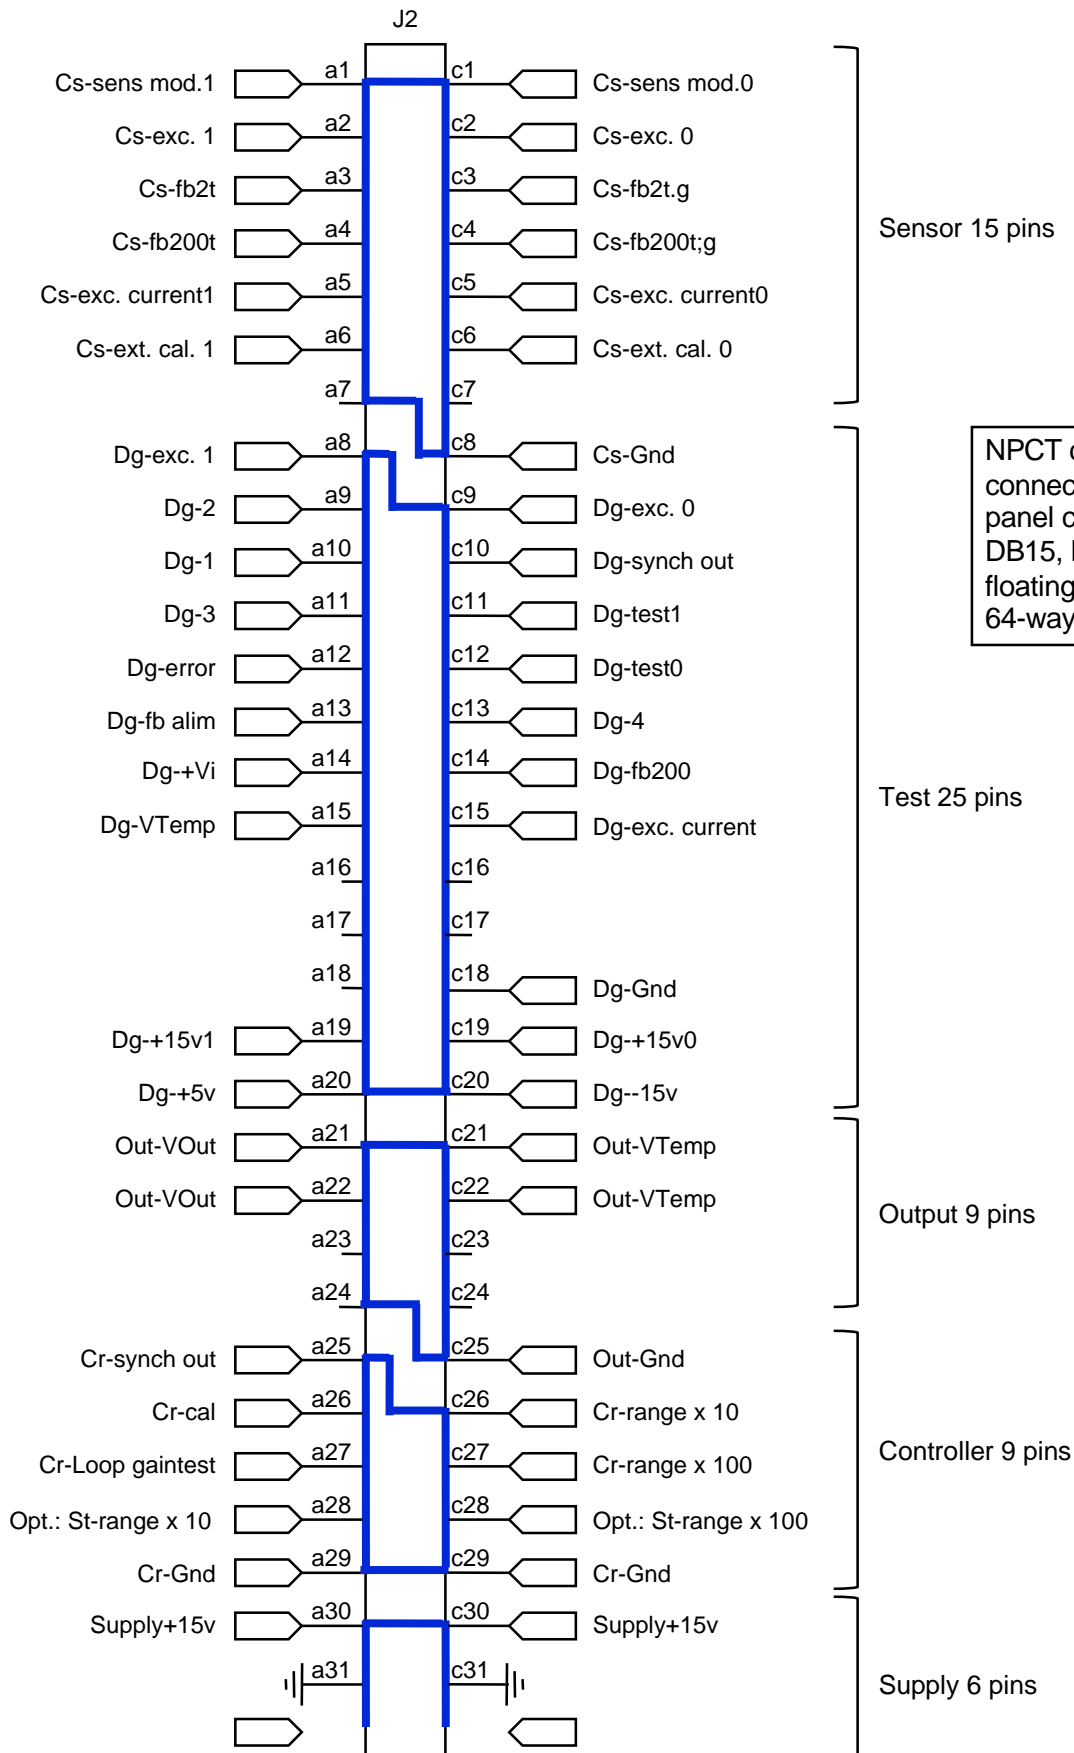 J2
Cs-sens mod.1 a1 c1 Cs-sens mod.0
Cs-exc. 1 a2 c2 Cs-exc. 0
Cs-fb2t a3 c3 Cs-fb2t.g
Cs-fb200t a4 c4 Cs-fb200t;g
Sensor 15 pins
Cs-exc. current1 a5 c5 Cs-exc. current0
Cs-ext. cal. 1 a6 c6 Cs-ext. cal. 0
a7 c7
Dg-exc. 1 a8 c8 Cs-Gnd
Dg-2 a9 c9 Dg-exc. 0
Dg-1 a10 c10 Dg-synch out
Dg-3 a11 c11 Dg-test1
NPCT
connec
panel c
DB15,
floating
64-way
Dg-error a12 c12 Dg-test0
Dg-fb alim a13 c13 Dg-4
Dg-+Vi a14 c14 Dg-fb200
Test 25 pins
Dg-VTemp a15 c15 Dg-exc. current
a16 c16
a17 c17
a18 c18 Dg-Gnd
Dg-+15v1 a19 c19 Dg-+15v0
Dg-+5v a20 c20 Dg--15v
Out-VOut a21 c21 Out-VTemp
Out-VOut a22 c22 Out-VTemp
Output 9 pins
a23 c23
a24 c24
Cr-synch out a25 c25 Out-Gnd
Cr-cal a26 c26 Cr-range x 10
Controller 9 pins
Cr-Loop gaintest a27 c27 Cr-range x 100
Opt.: St-range x 10 a28 c28 Opt.: St-range x 100
Cr-Gnd a29 c29 Cr-Gnd
Supply+15v a30 c30 Supply+15v
a31 c31
Supply 6 pins